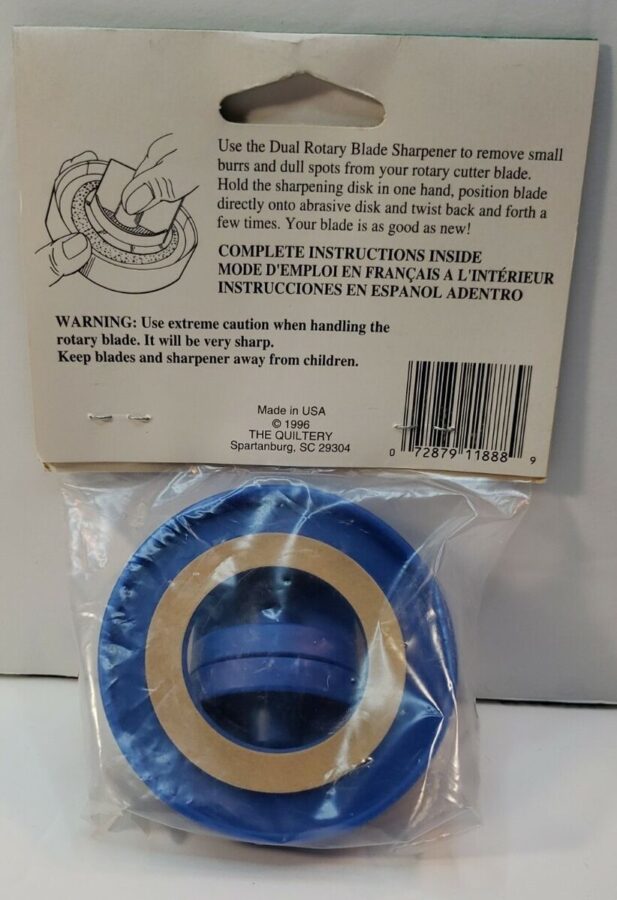 Use the Dual Rotary Blade Sharpener to remove small
burrs and dull spots from your rotary cutter blade.
Hold the sharpening disk in one hand, position blade
directly onto abrasive disk and twist back and forth a
few times. Your blade is as good as new!
COMPLETE INSTRUCTIONS INSIDE
MODE D'EMPLOI EN FRANÇAIS A L'INTÉRIEUR
INSTRUCCIONES EN ESPANOL ADENTRO
WARNING: Use extreme caution when handling the
rotary blade. It will be very sharp.
Keep blades and sharpener away from children.
Made in USA
© 1996
THE QUILTERY
Spartanburg, SC 29304
0 72879 11888 9